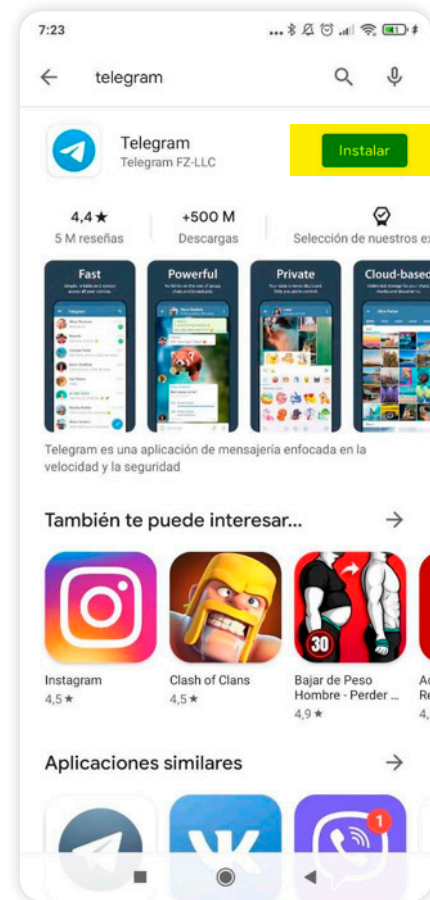 7:23
telegram
Telegram
Telegram FZ-LLC
Instalar
4,4★
+500 M
5 M reseñas
Descargas
Selección de nuestros ex
Fast
Powerful
Private
Cloud-based
Telegram es una aplicación de mensajería enfocada en la
velocidad y la seguridad
También te puede interesar...
30
Instagram
Clash of Clans
Bajar de Peso
Hombre - Perder ...
4,5★
4,5★
4,9★
Aplicaciones similares
1